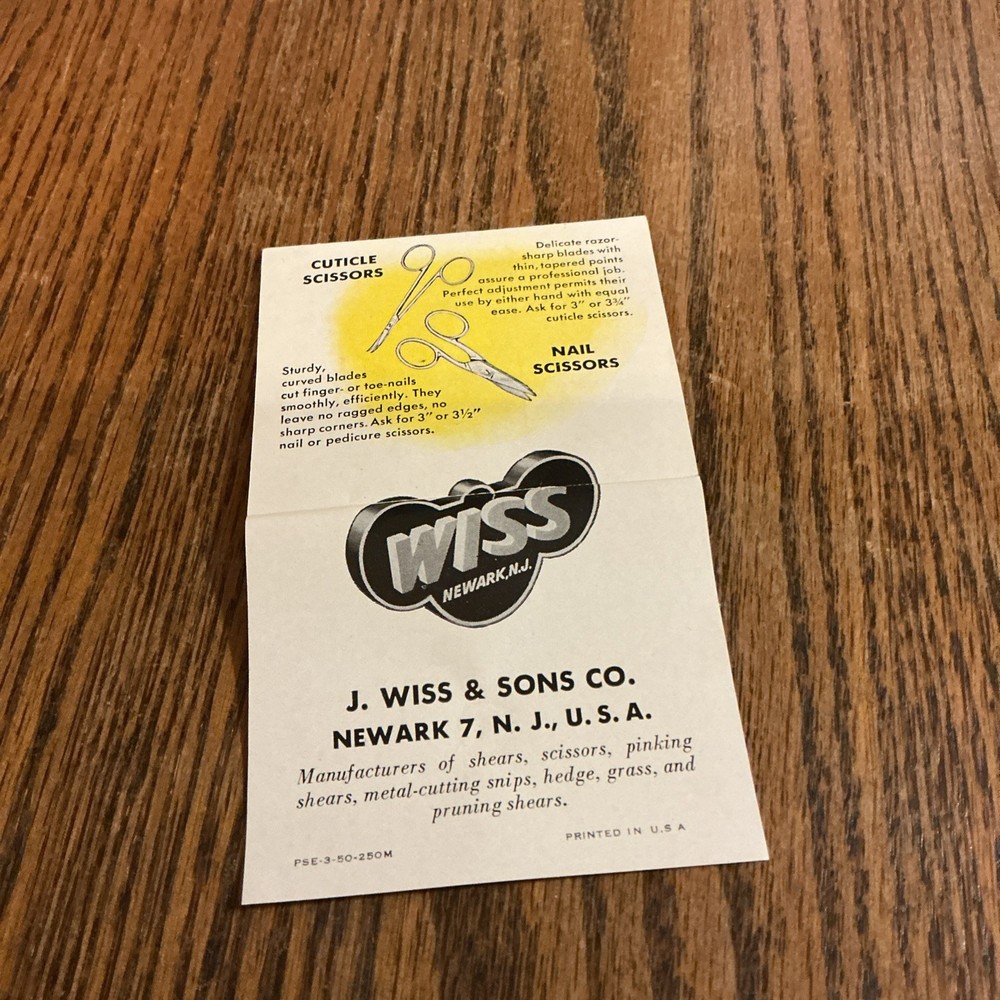 CUTICLE
SCISSORS
Delicate razor-
sharp blades with
thin, tapered points
assure a professional job.
Perfect adjustment permits their
use by either hand with equal
ease. Ask for 3" or 3¾"
cuticle scissors.
NAIL
SCISSORS
Sturdy,
curved blades
cut finger- or toe-nails
smoothly, efficiently. They
leave no ragged edges, no
sharp corners. Ask for 3" or 3½"
nail or pedicure scissors.
WISS
NEWARK, N.J.
J. WISS & SONS CO.
NEWARK 7, N. J., U. S. A.
Manufacturers of shears, scissors, pinking
shears, metal-cutting snips, hedge, grass, and
pruning shears.
PRINTED IN U.S A
PSE-3-50-250M